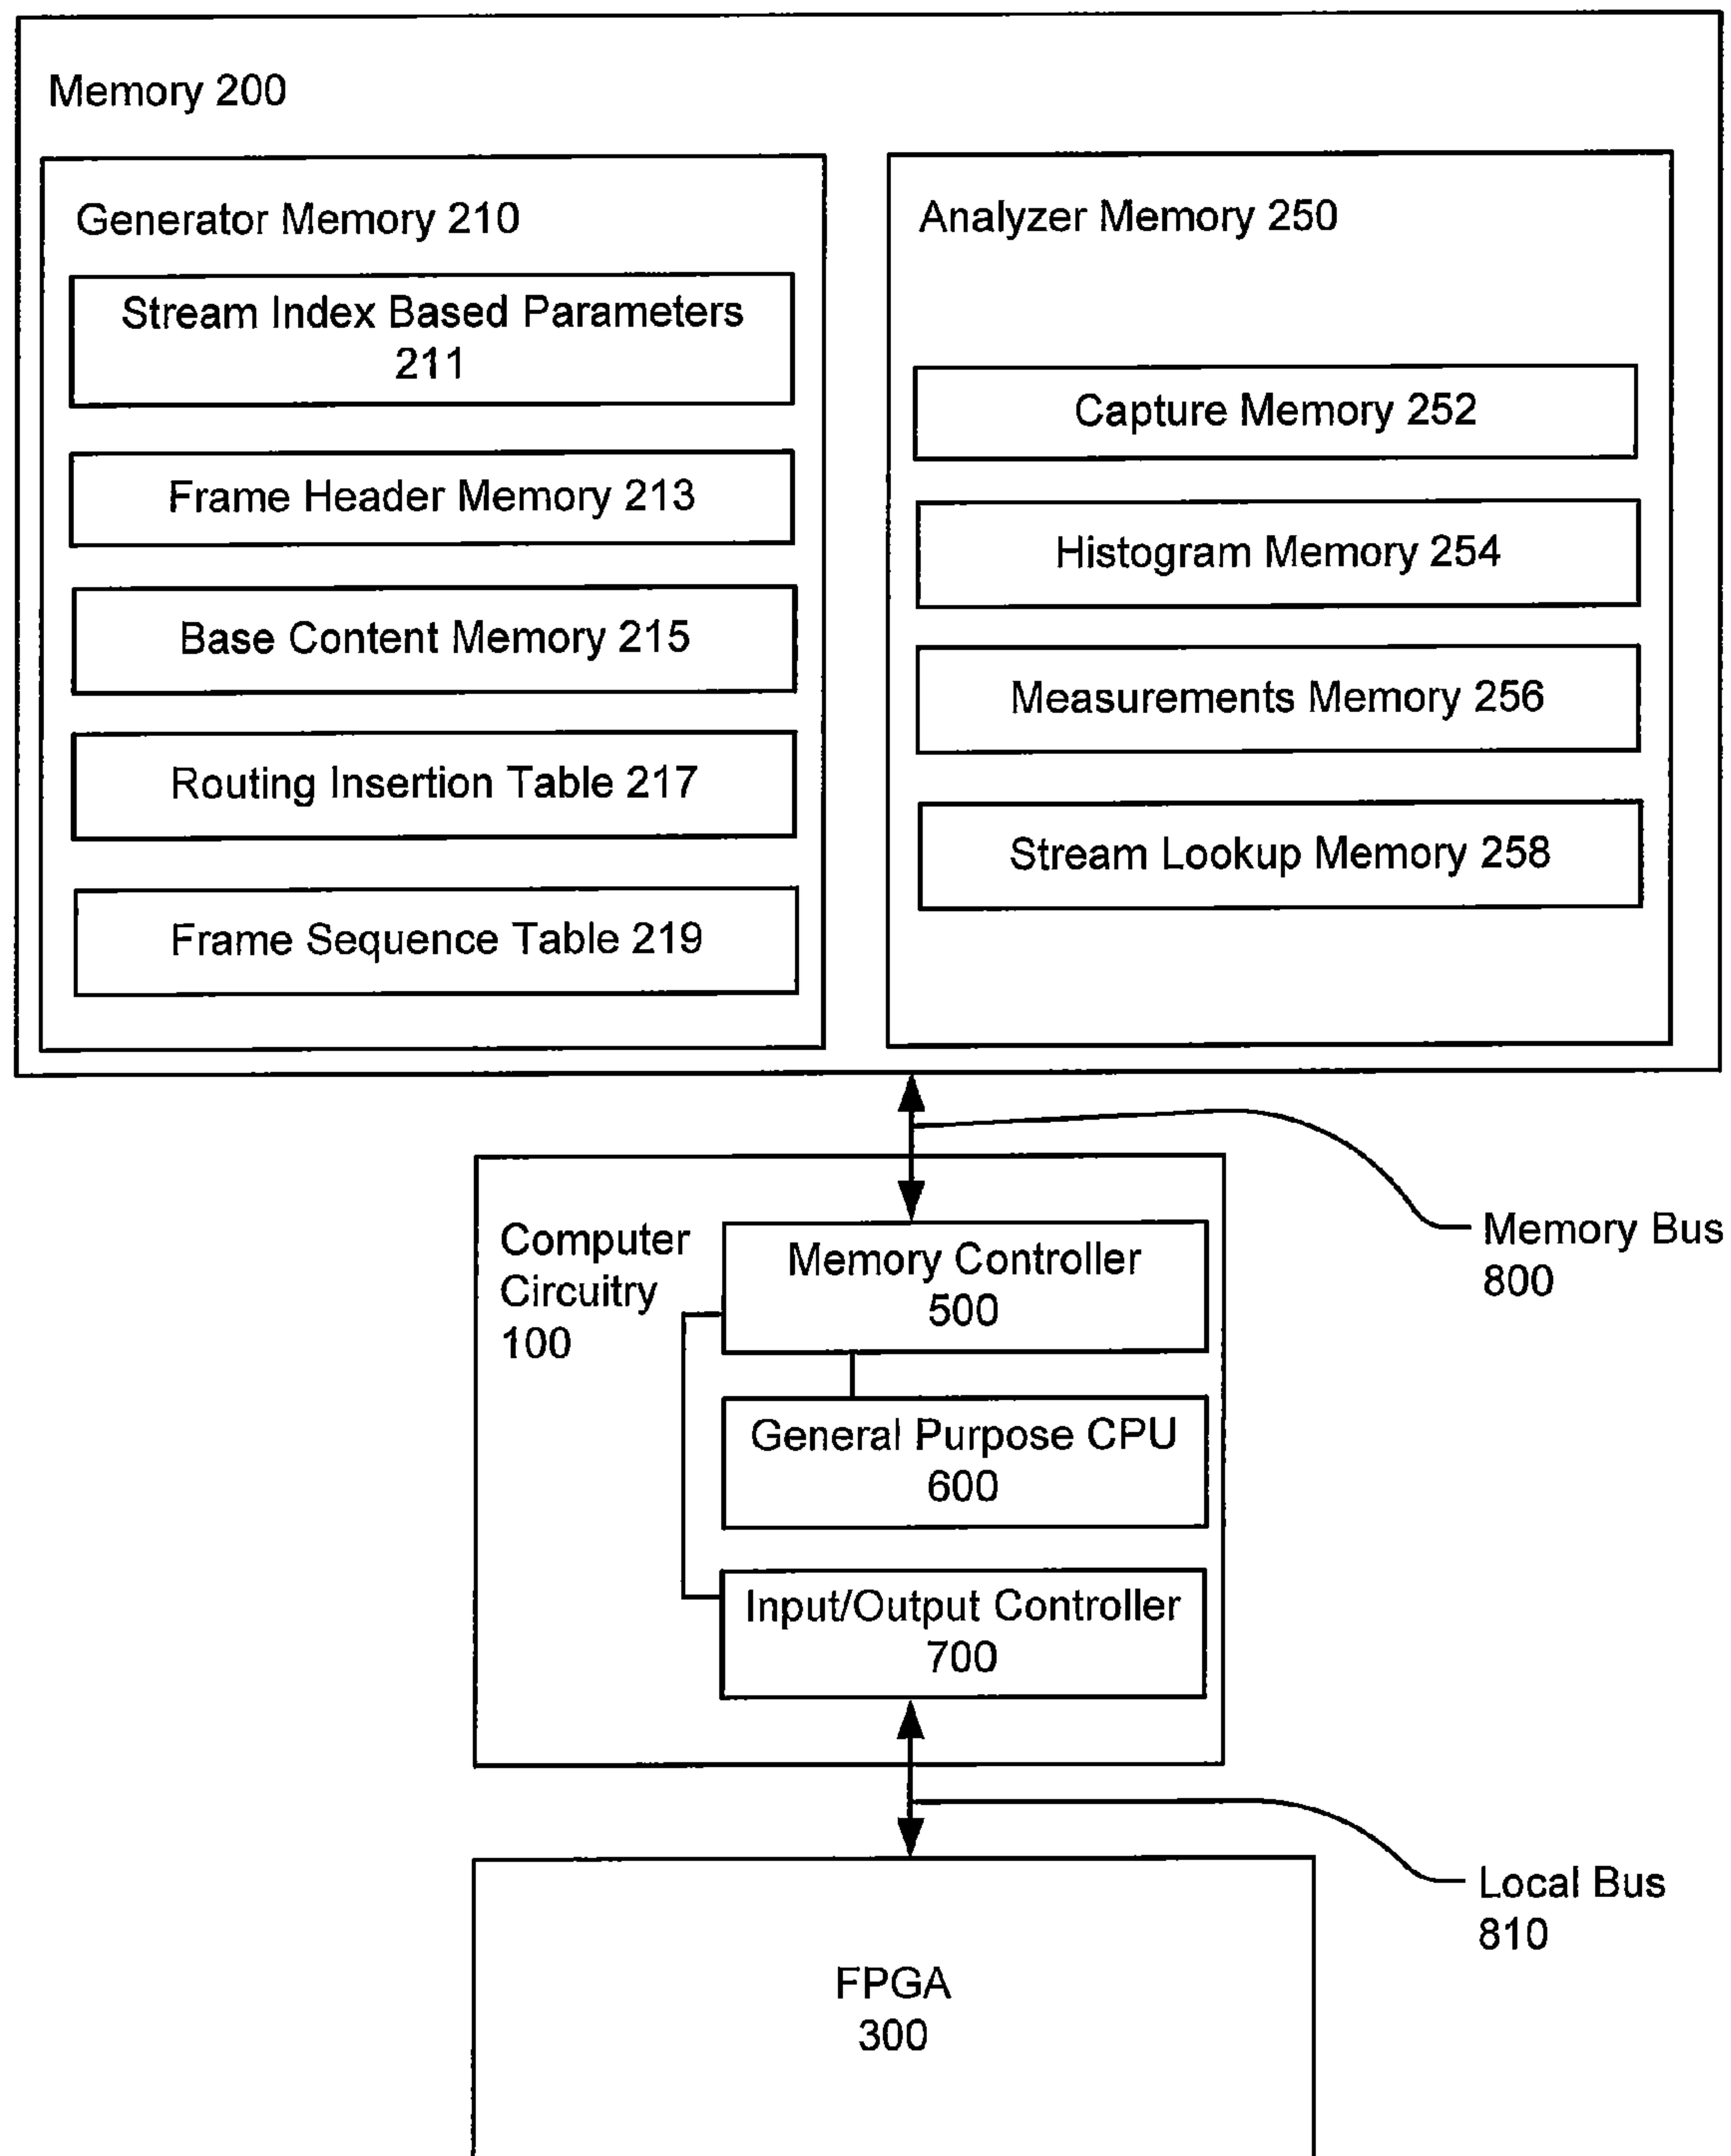 Memory 200
Generator Memory 210
Stream Index Based Parameters
211
Frame Header Memory 213
Base Content Memory 215
Routing Insertion Table 217
Frame Sequence Table 219
Analyzer Memory 250
Capture Memory 252
Histogram Memory 254
Measurements Memory 256
Stream Lookup Memory 258
Memory Bus
800
Computer
Circuitry
100
Memory Controller
500
General Purpose CPU
600
Input/Output Controller
700
Local Bus
810
FPGA
300